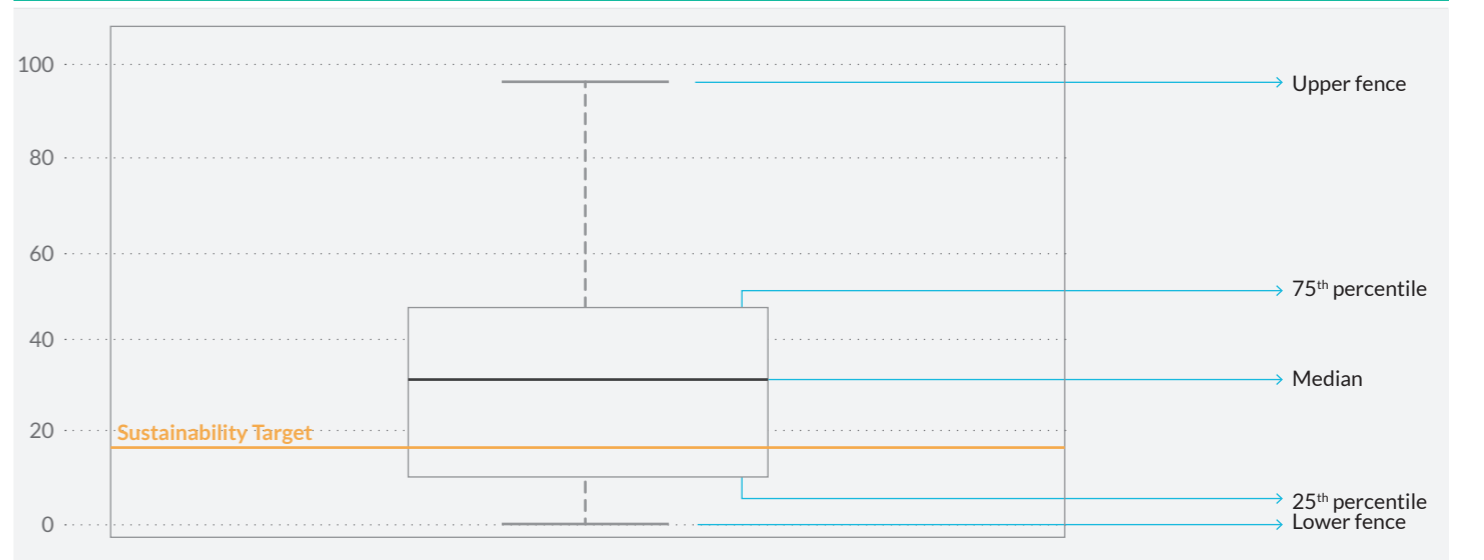 100
Upper fence
80
60
75th percentile
40
Median
20
Sustainability Target
25th percentile
Lower fence
0